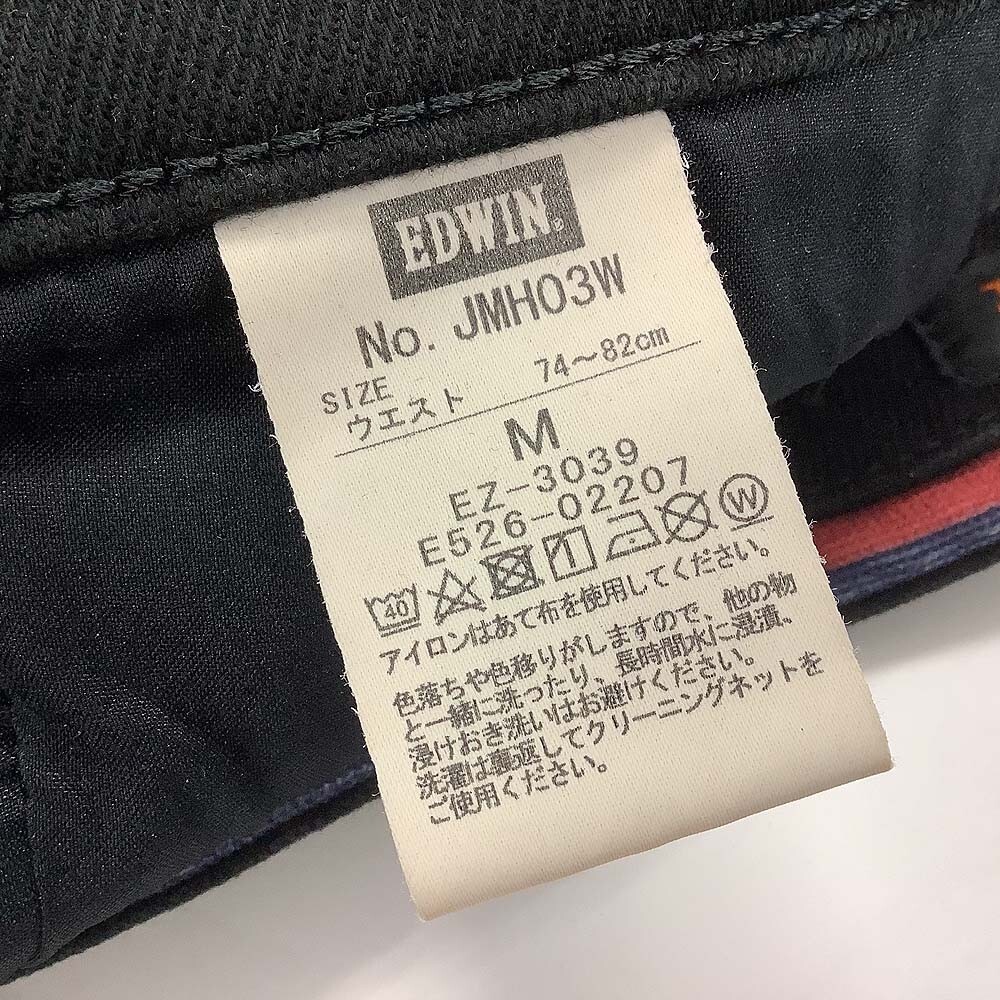 EDWIN®
No. JMH03W
SIZE
ウエスト 74～82cm
M
EZ-3039
E526-02207
40 1 W
アイロンはあて布を使用してください。
色落ちや色移りがしますので、他の物
と一緒に洗ったり、長時間水に浸漬、
浸けおき洗いはお避けください。
洗濯は裏返してクリーニングネットを
ご使用ください。